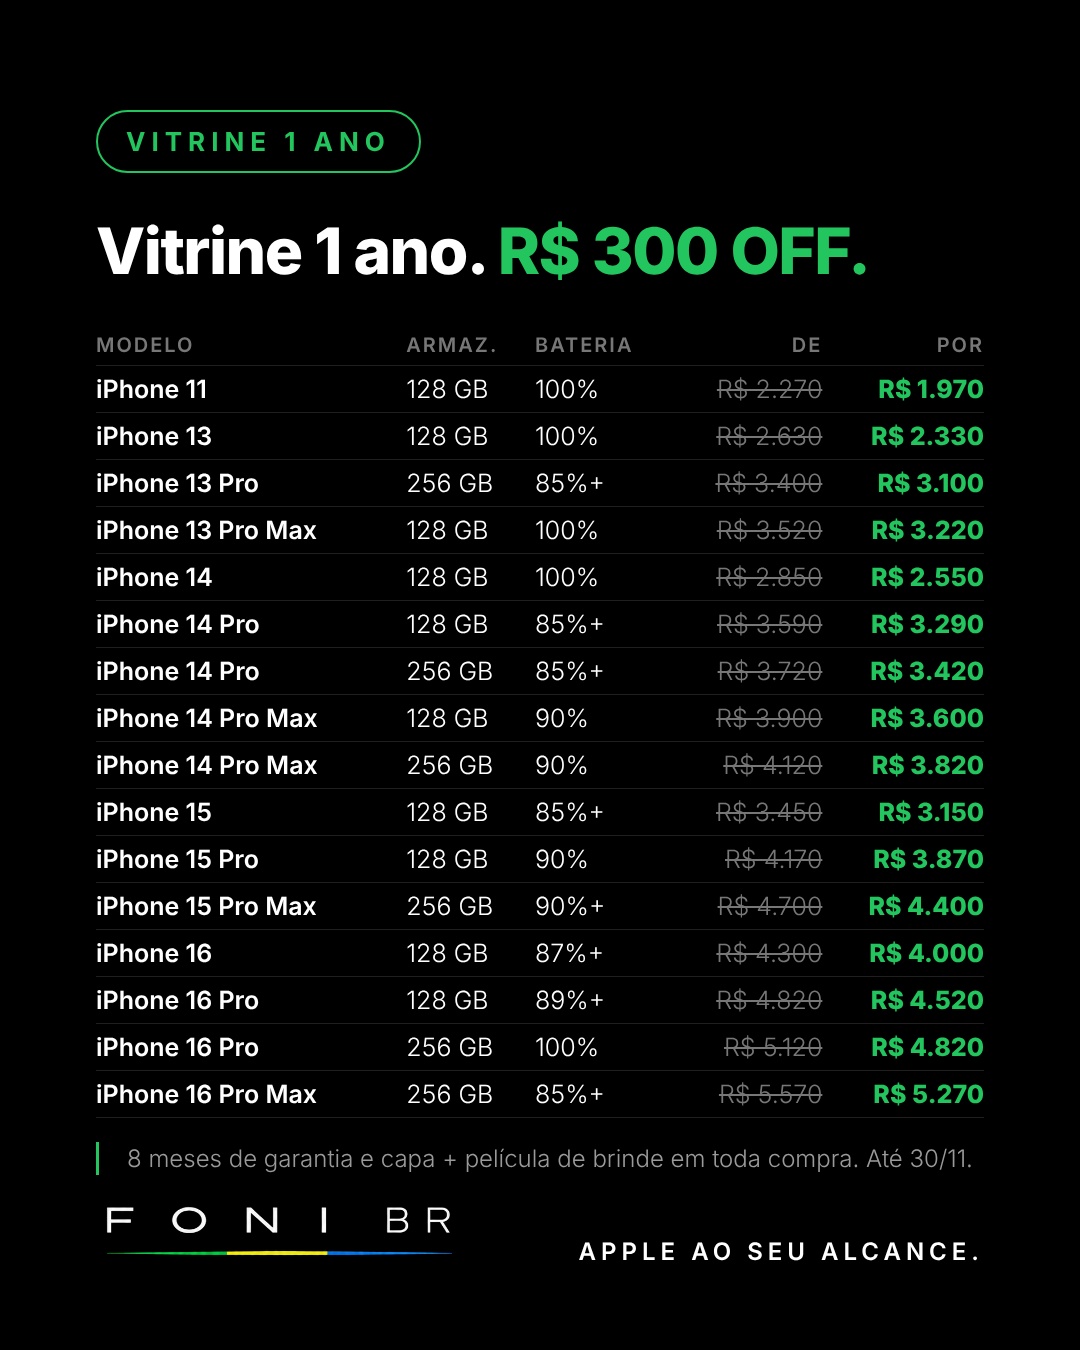 VITRINE 1 ANO
Vitrine 1 ano. R$ 300 OFF.
MODELO ARMAZ. BATERIA DE POR
iPhone 11 128 GB 100% R$ 2.270 R$ 1.970
iPhone 13 128 GB 100% R$ 2.630 R$ 2.330
iPhone 13 Pro 256 GB 85%+ R$ 3.400 R$ 3.100
iPhone 13 Pro Max 128 GB 100% R$ 3.520 R$ 3.220
iPhone 14 128 GB 100% R$ 2.850 R$ 2.550
iPhone 14 Pro 128 GB 85%+ R$ 3.590 R$ 3.290
iPhone 14 Pro 256 GB 85%+ R$ 3.720 R$ 3.420
iPhone 14 Pro Max 128 GB 90% R$ 3.900 R$ 3.600
iPhone 14 Pro Max 256 GB 90% R$ 4.120 R$ 3.820
iPhone 15 128 GB 85%+ R$ 3.450 R$ 3.150
iPhone 15 Pro 128 GB 90% R$ 4.170 R$ 3.870
iPhone 15 Pro Max 256 GB 90%+ R$ 4.700 R$ 4.400
iPhone 16 128 GB 87%+ R$ 4.300 R$ 4.000
iPhone 16 Pro 128 GB 89%+ R$ 4.820 R$ 4.520
iPhone 16 Pro 256 GB 100% R$ 5.120 R$ 4.820
iPhone 16 Pro Max 256 GB 85%+ R$ 5.570 R$ 5.270
8 meses de garantia e capa + película de brinde em toda compra. Até 30/11.
FONI BR
APPLE AO SEU ALCANCE.